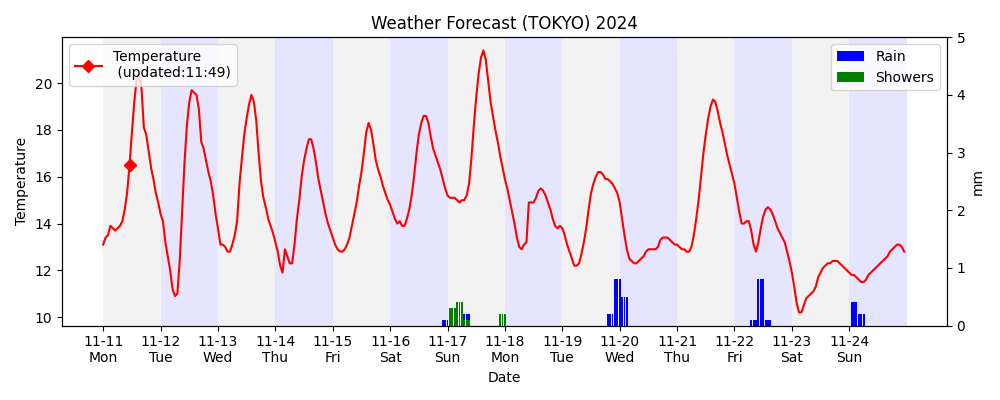 Weather Forecast (TOKYO) 2024
Temperature
(updated:11:49)
Rain
Showers
Temperature
20
18
16
14
12
10
5
4
3
2
1
0
mm
11-11 11-12 11-13 11-14 11-15 11-16 11-17 11-18 11-19 11-20 11-21 11-22 11-23 11-24
Mon Tue Wed Thu Fri Sat Sun Mon Tue Wed Thu Fri Sat Sun
Date